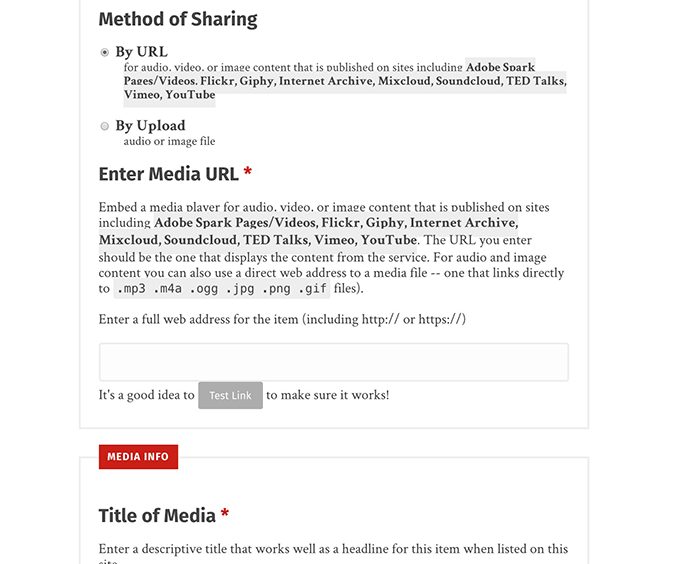 Method of Sharing
By URL
for audio, video, or image content that is published on sites including Adobe Spark
Pages/Videos, Flickr, Giphy, Internet Archive, Mixcloud, Soundcloud, TED Talks,
Vimeo, YouTube
By Upload
audio or image file
Enter Media URL *
Embed a media player for audio, video, or image content that is published on sites
including Adobe Spark Pages/Videos, Flickr, Giphy, Internet Archive,
Mixcloud, Soundcloud, TED Talks, Vimeo, YouTube. The URL you enter
should be the one that displays the content from the service. For audio and image
content you can also use a direct web address to a media file -- one that links directly
to .mp3 .m4a .ogg .jpg .png .gif files).
Enter a full web address for the item (including http:// or https://)
It's a good idea to Test Link to make sure it works!
MEDIA INFO
Title of Media *
Enter a descriptive title that works well as a headline for this item when listed on this
site.